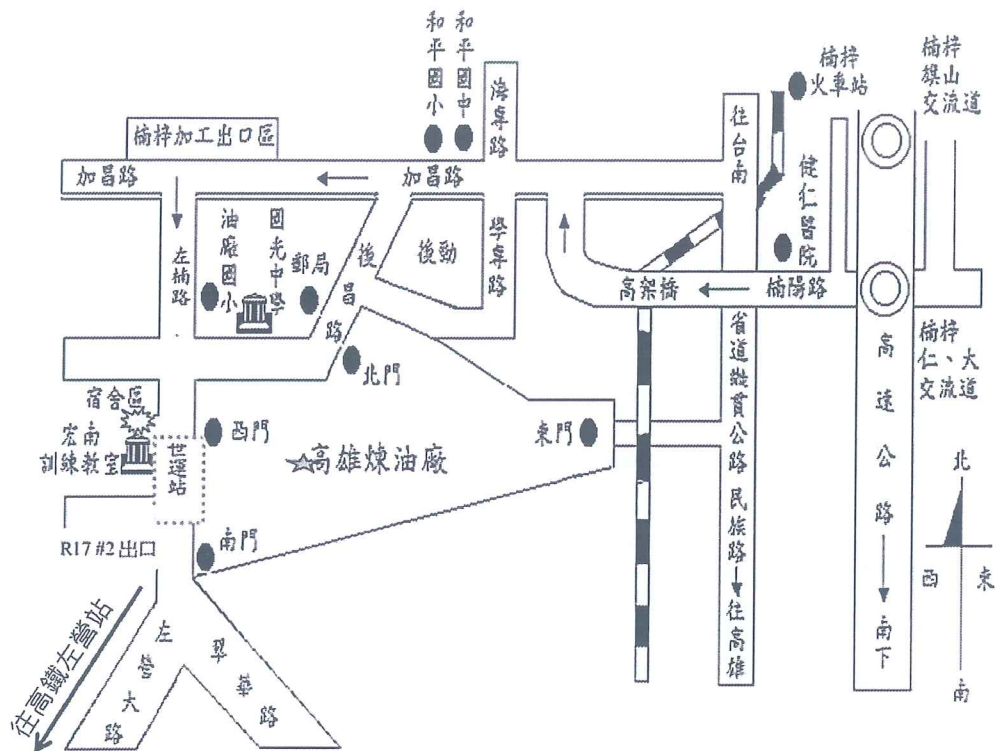 和平國小
和平國中
海專路
往台南
楠梓
火車站
楠梓
旗山
交流道
楠梓加工出口區
加昌路
加昌路
健仁醫院
左楠路
油廠國小
國光中學
郵局
後昌路
後勁
學專路
高架橋
楠陽路
省道縱貫公路
民族路
往高雄
高速公路
南下
楠梓
仁、大
交流道
北門
宿舍區
宏南
訓練教室
世運站
西門
高雄煉油廠
東門
北
西
東
南
R17 #2 出口
南門
往高鐵左營站
左營大路
翠華路